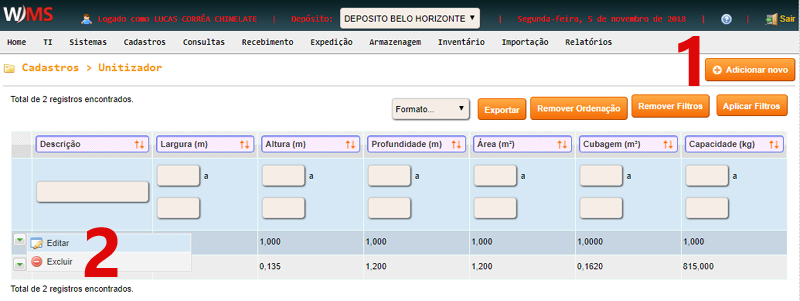 WMS Logado como LUCAS CORRÊA CHINELATE | Depósito: DEPOSITO BELO HORIZONTE | Segunda-feira, 5 de novembro de 2018 | ? | Sair
Home TI Sistemas Cadastros Consultas Recebimento Expedição Armazenagem Inventário Importação Relatórios
Cadastros > Unitizador
1
Adicionar novo
Total de 2 registros encontrados.
Formato... Exportar Remover Ordenação Remover Filtros Aplicar Filtros
Descrição Largura (m) Altura (m) Profundidade (m) Área (m²) Cubagem (m³) Capacidade (kg)
a a a a a a
Editar 1,000 1,000 1,000 1,0000 1,000
2
Excluir 0,135 1,200 1,200 0,1620 815,000
Total de 2 registros encontrados.